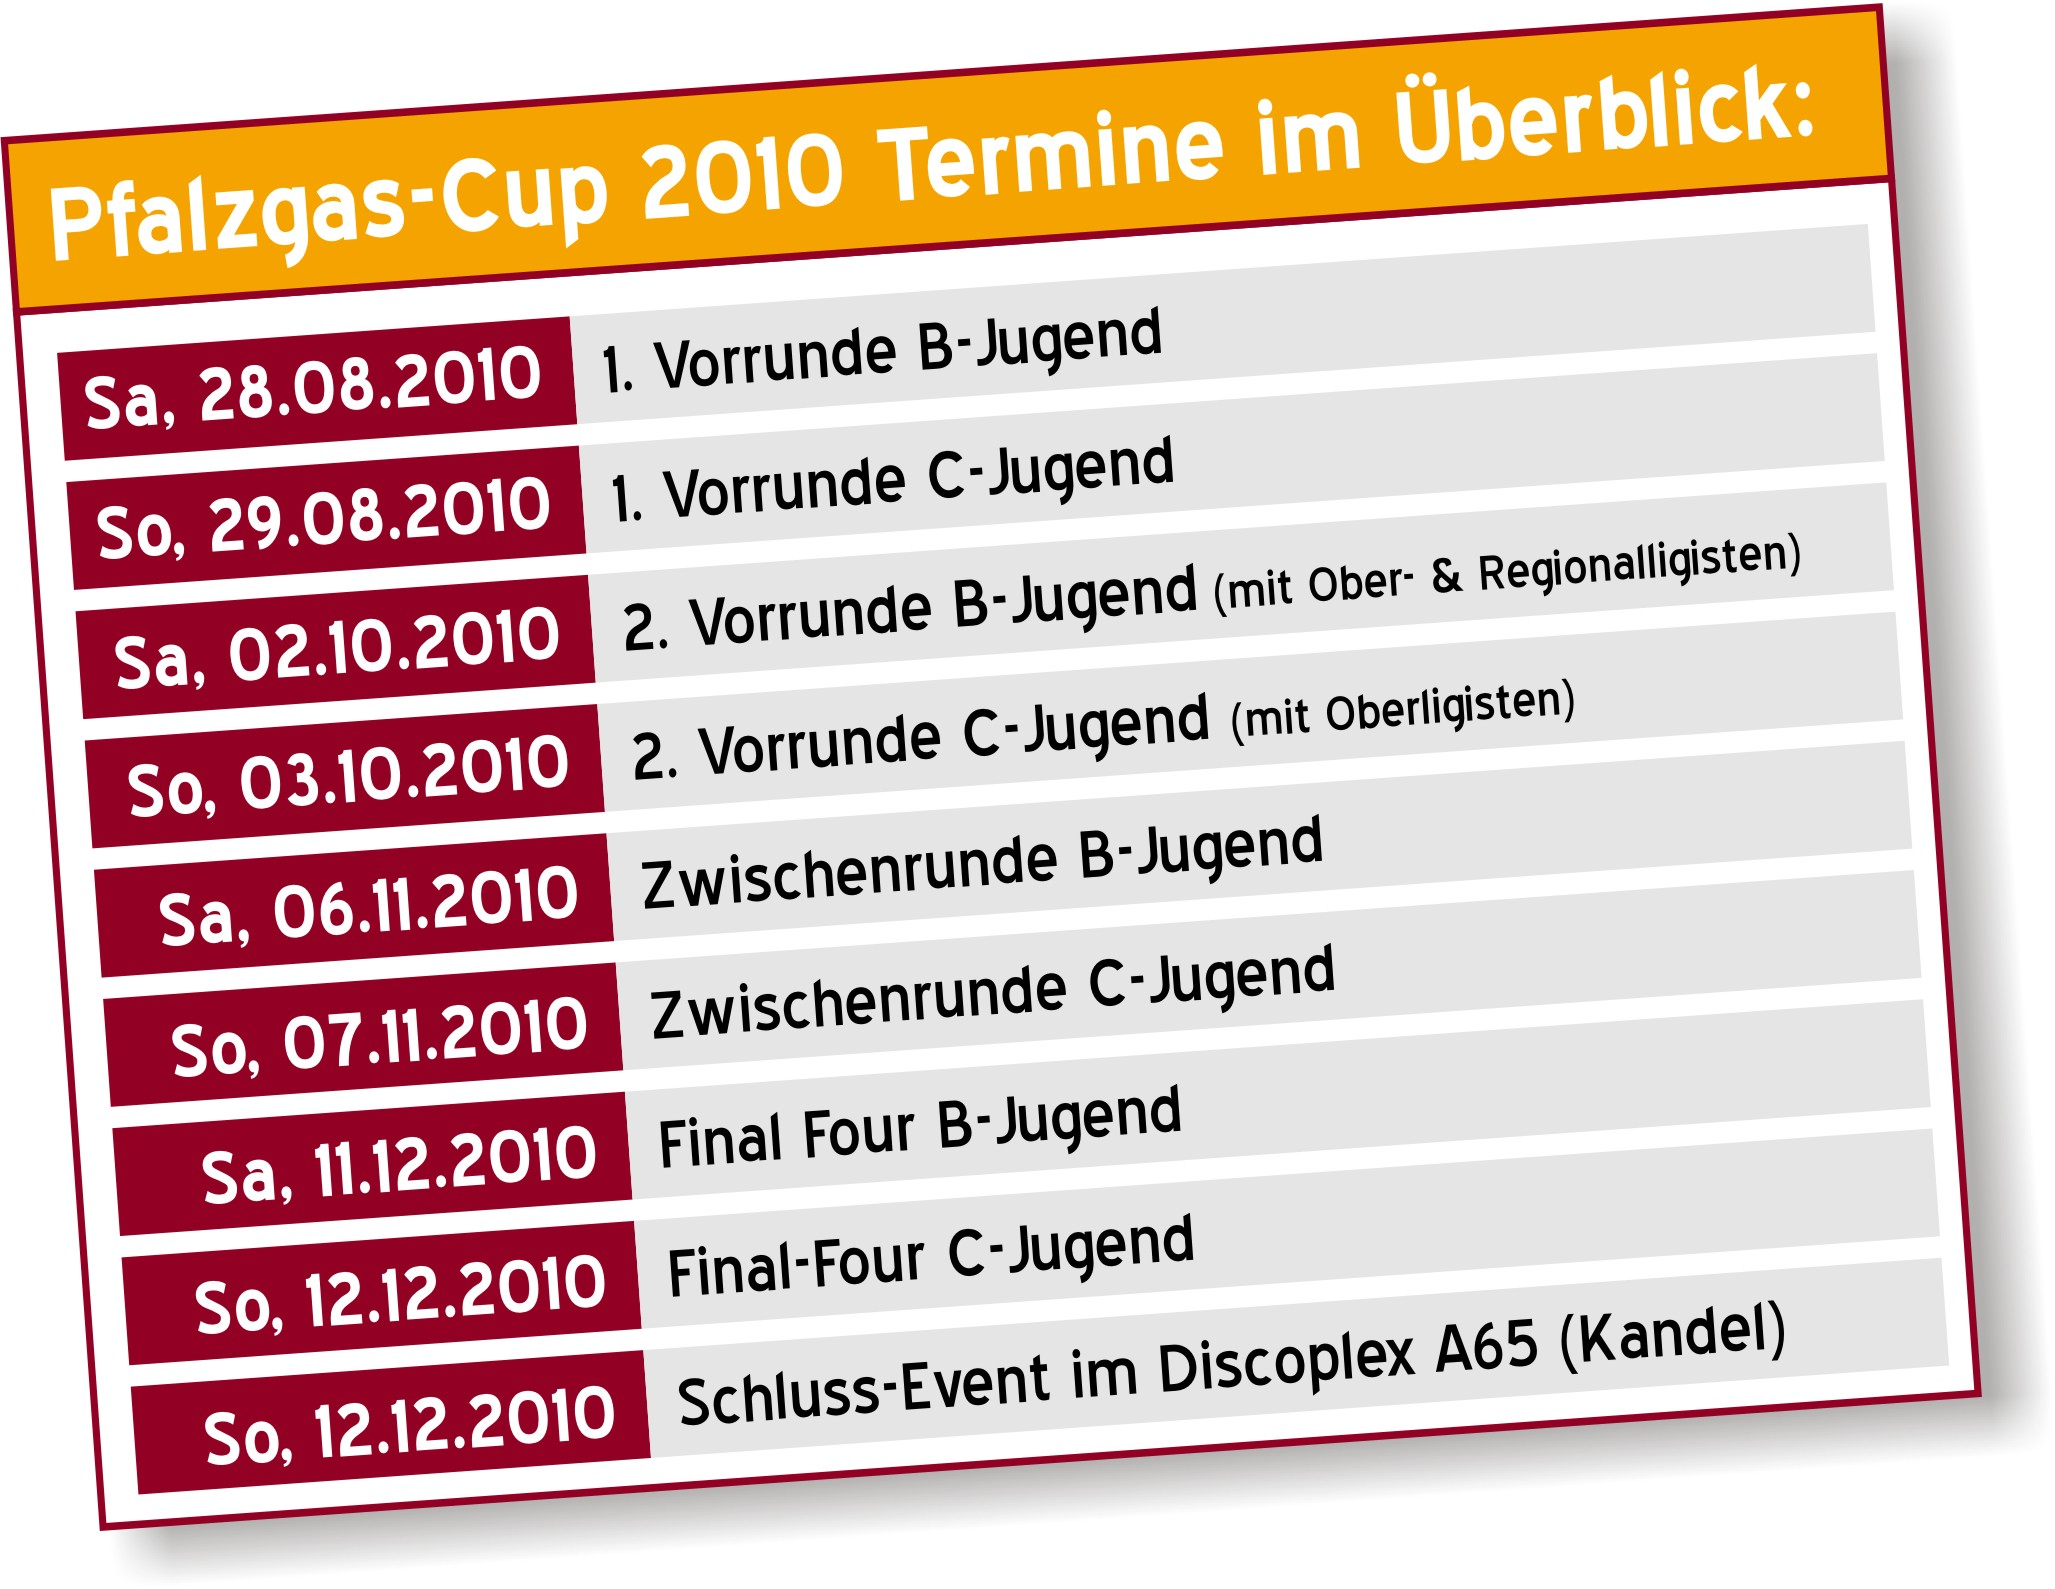 Pfalzgas-Cup 2010 Termine im Überblick:
Sa, 28.08.2010 1. Vorrunde B-Jugend
So, 29.08.2010 1. Vorrunde C-Jugend
Sa, 02.10.2010 2. Vorrunde B-Jugend (mit Ober- & Regionalligisten)
So, 03.10.2010 2. Vorrunde C-Jugend (mit Oberligisten)
Sa, 06.11.2010 Zwischenrunde B-Jugend
So, 07.11.2010 Zwischenrunde C-Jugend
Sa, 11.12.2010 Final Four B-Jugend
So, 12.12.2010 Final-Four C-Jugend
So, 12.12.2010 Schluss-Event im Discoplex A65 (Kandel)